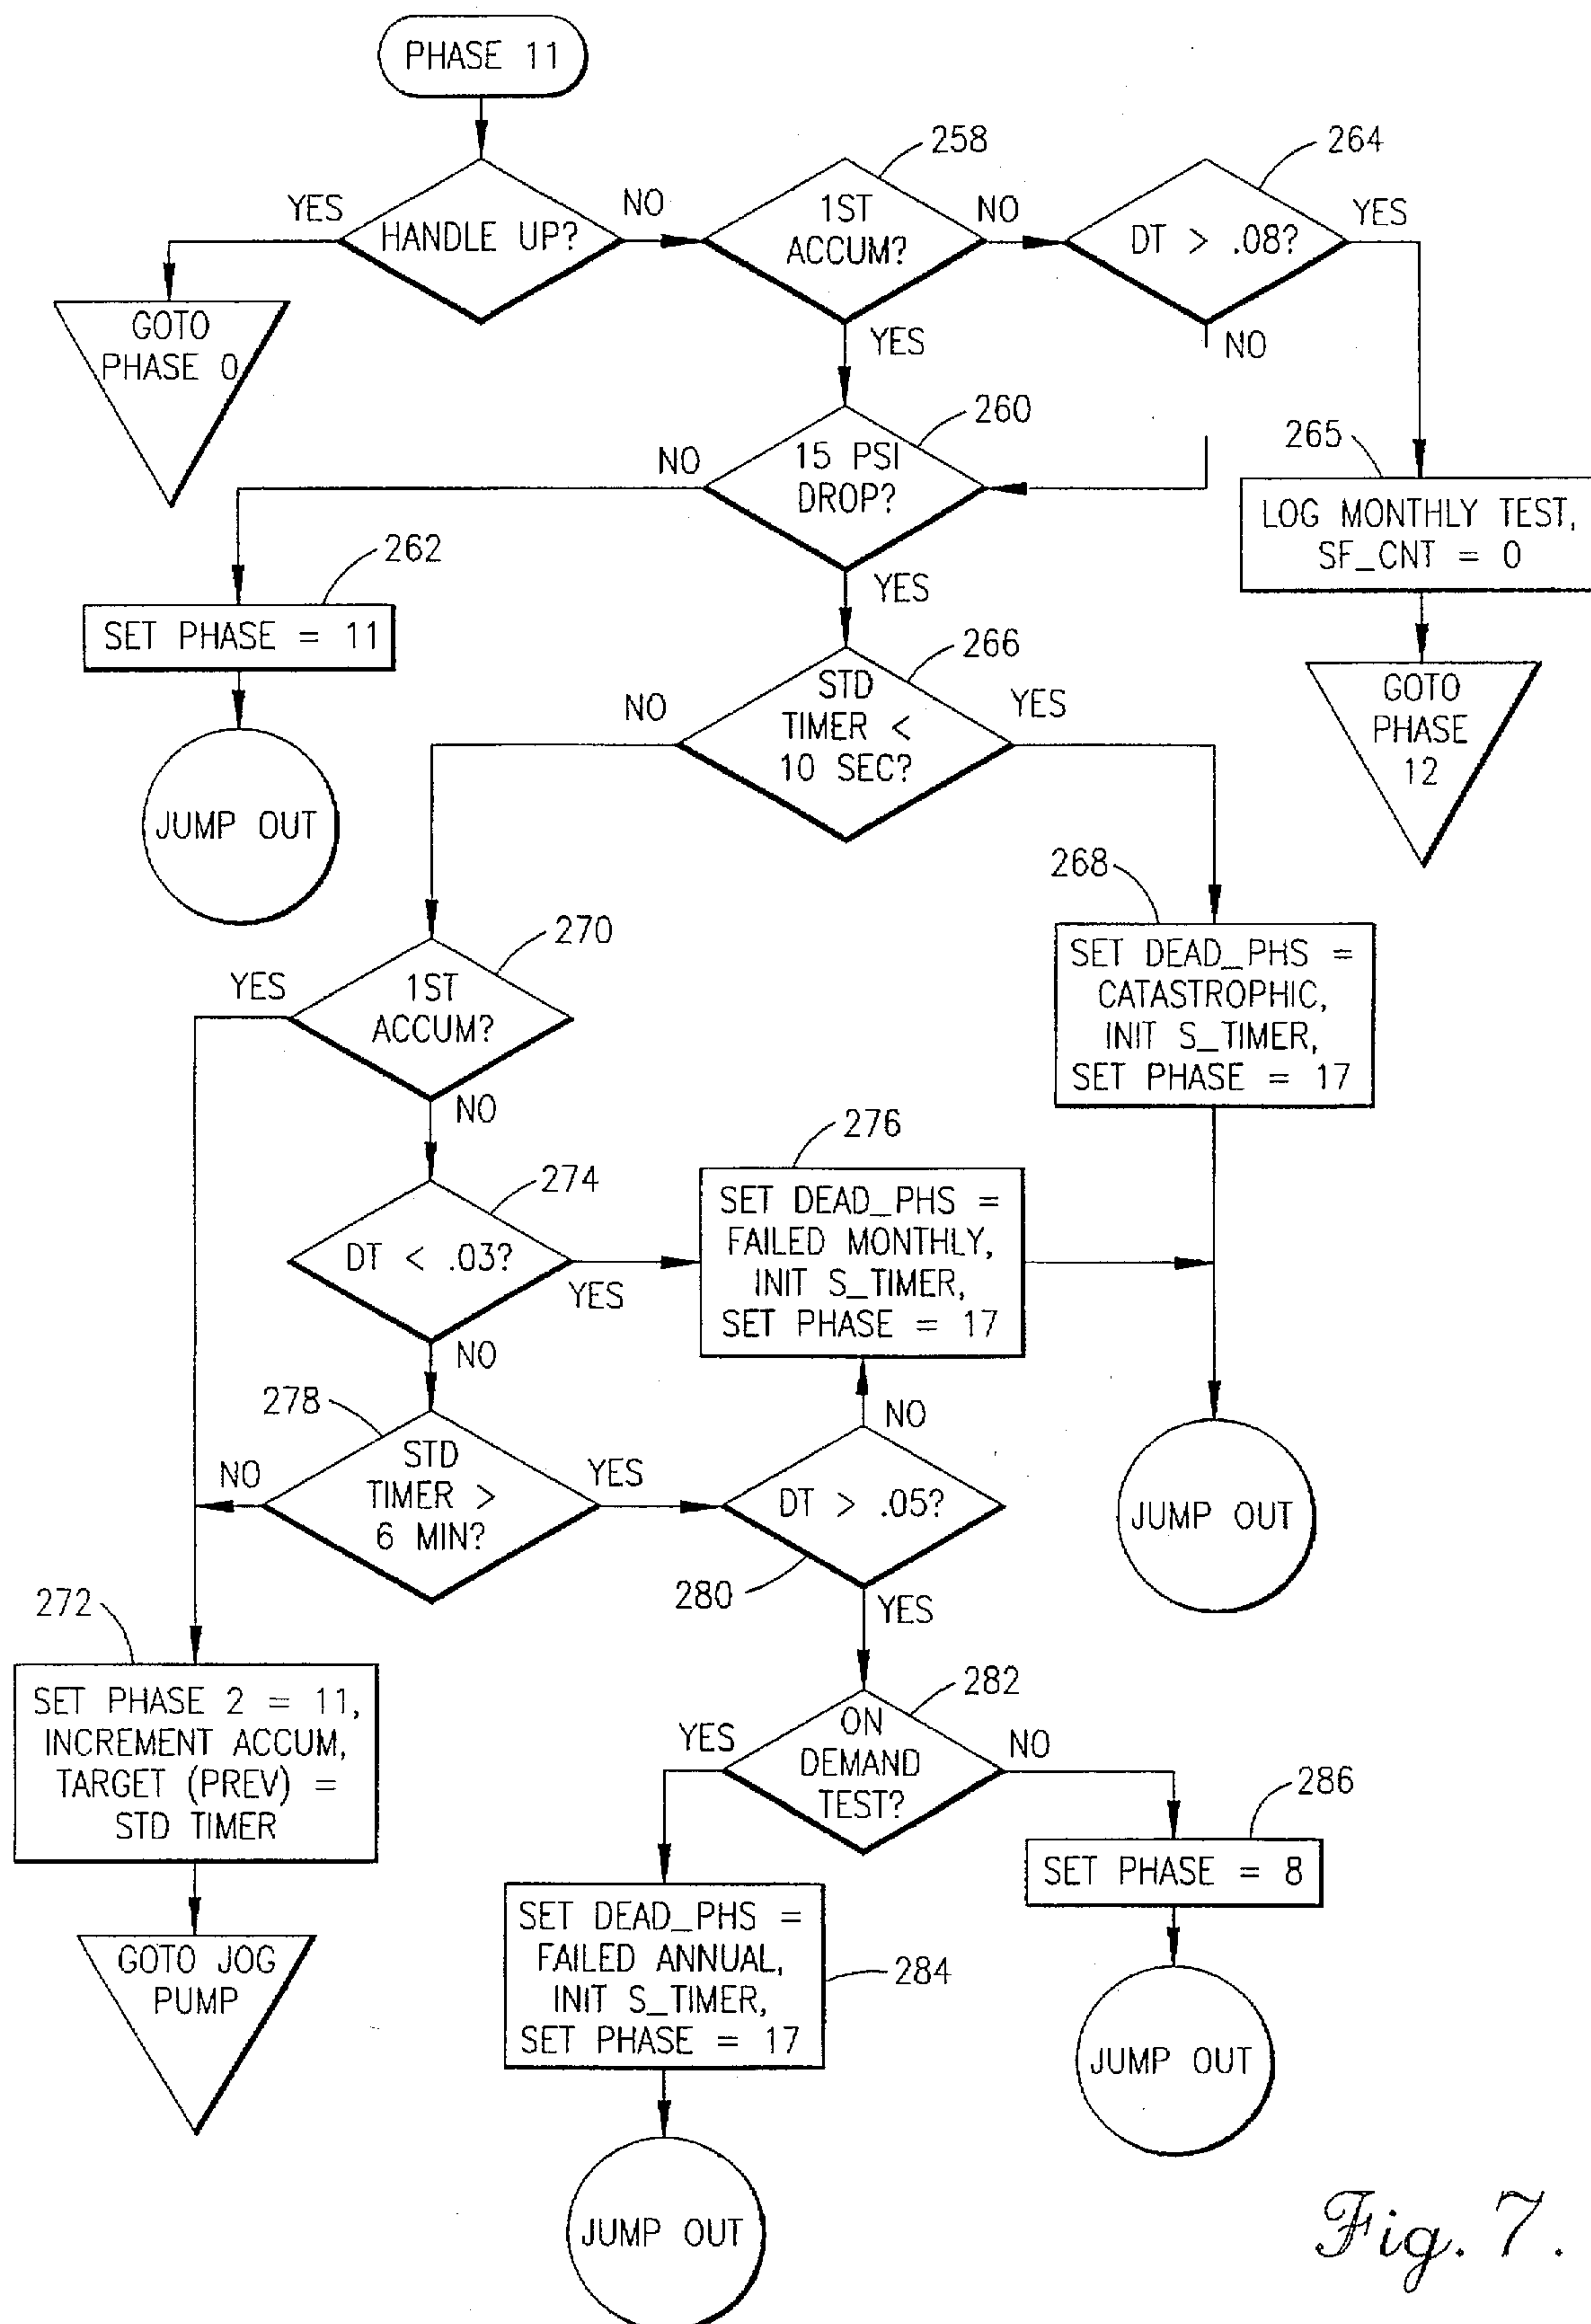 PHASE 11
258
264
YES
HANDLE UP?
NO
1ST
ACCUM?
NO
DT > .08?
YES
GOTO
PHASE 0
YES
NO
260
265
NO
15 PSI
DROP?
LOG MONTHLY TEST,
SF_CNT = 0
262
YES
SET PHASE = 11
266
NO
STD
TIMER <
10 SEC?
YES
GOTO
PHASE
12
JUMP OUT
268
270
SET DEAD_PHS =
CATASTROPHIC,
INIT S_TIMER,
SET PHASE = 17
YES
1ST
ACCUM?
NO
276
274
SET DEAD_PHS =
FAILED MONTHLY,
INIT S_TIMER,
SET PHASE = 17
DT < .03?
YES
NO
278
NO
NO
STD
TIMER >
6 MIN?
YES
DT > .05?
JUMP OUT
280
YES
272
SET PHASE 2 = 11,
INCREMENT ACCUM,
TARGET (PREV) =
STD TIMER
282
YES
ON
DEMAND
TEST?
NO
286
SET PHASE = 8
GOTO JOG
PUMP
SET DEAD_PHS =
FAILED ANNUAL,
INIT S_TIMER,
SET PHASE = 17
284
JUMP OUT
JUMP OUT
Fig. 7.